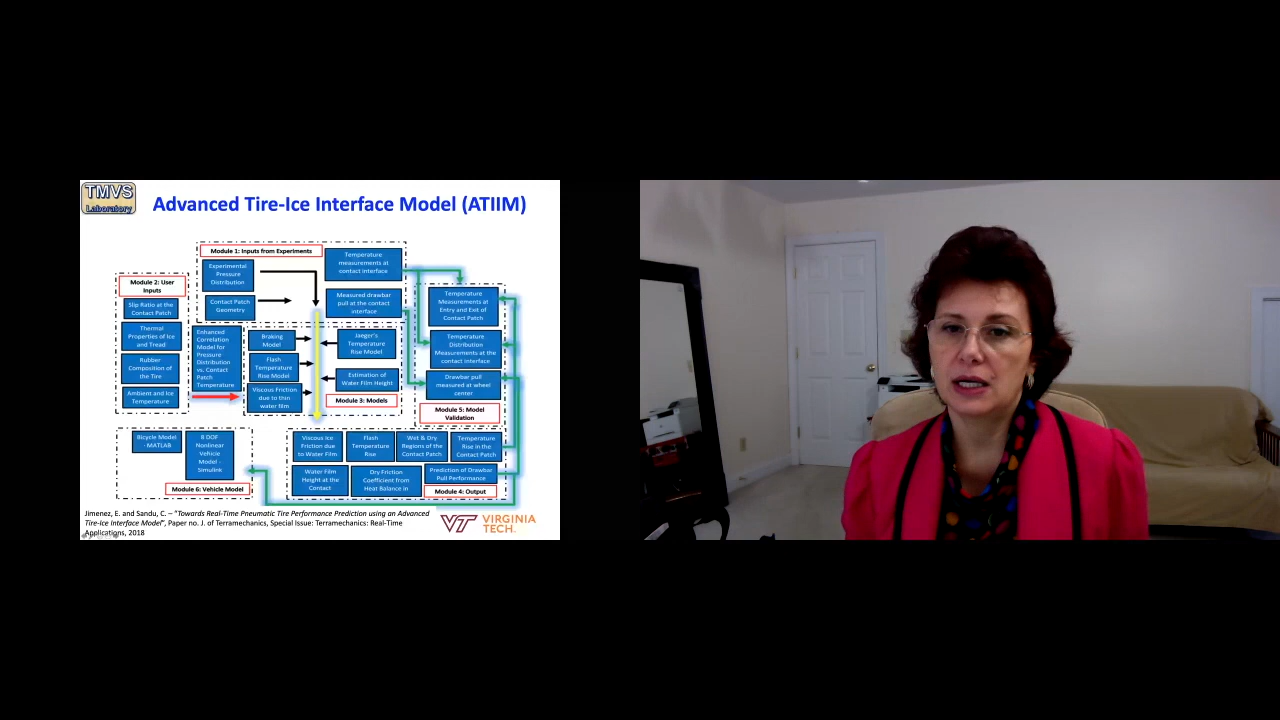 TMVS
Laboratory
Advanced Tire-Ice Interface Model (ATIIM)
Module 1: Inputs from Experiments
Experimental
Pressure
Distribution
Contact Patch
Geometry
Temperature
measurements at
contact interface
Measured drawbar
pull at the contact
interface
Module 2: User
Inputs
Slip Ratio at the
Contact Patch
Thermal
Properties of Ice
and Tread
Rubber
Composition of
the Tire
Ambient and Ice
Temperature
Enhanced
Correlation
Model for
Pressure
Distribution
vs. Contact
Patch
Temperature
Braking
Model
Flash
Temperature
Rise Model
Viscous Friction
due to thin
water film
Jaeger's
Temperature
Rise Model
Estimation of
Water Film Height
Module 3: Models
Temperature
Measurements at
Entry and Exit of
Contact Patch
Temperature
Distribution
Measurements at the
contact interface
Drawbar pull
measured at wheel
center
Module 5: Model
Validation
Bicycle Model
- MATLAB
8 DOF
Nonlinear
Vehicle
Model -
Simulink
Module 6: Vehicle Model
Viscous Ice
Friction due
to Water Film
Flash
Temperature
Rise
Wet & Dry
Regions of the
Contact Patch
Temperature
Rise in the
Contact Patch
Water Film
Height at the
Contact
Dry Friction
Coefficient from
Heat Balance in
Prediction of Drawbar
Pull Performance
Module 4: Output
Jimenez, E. and Sandu, C. – "Towards Real-Time Pneumatic Tire Performance Prediction using an Advanced
Tire-Ice Interface Model", Paper no. J. of Terramechanics, Special Issue: Terramechanics: Real-Time
Applications, 2018
VT VIRGINIA
TECH.